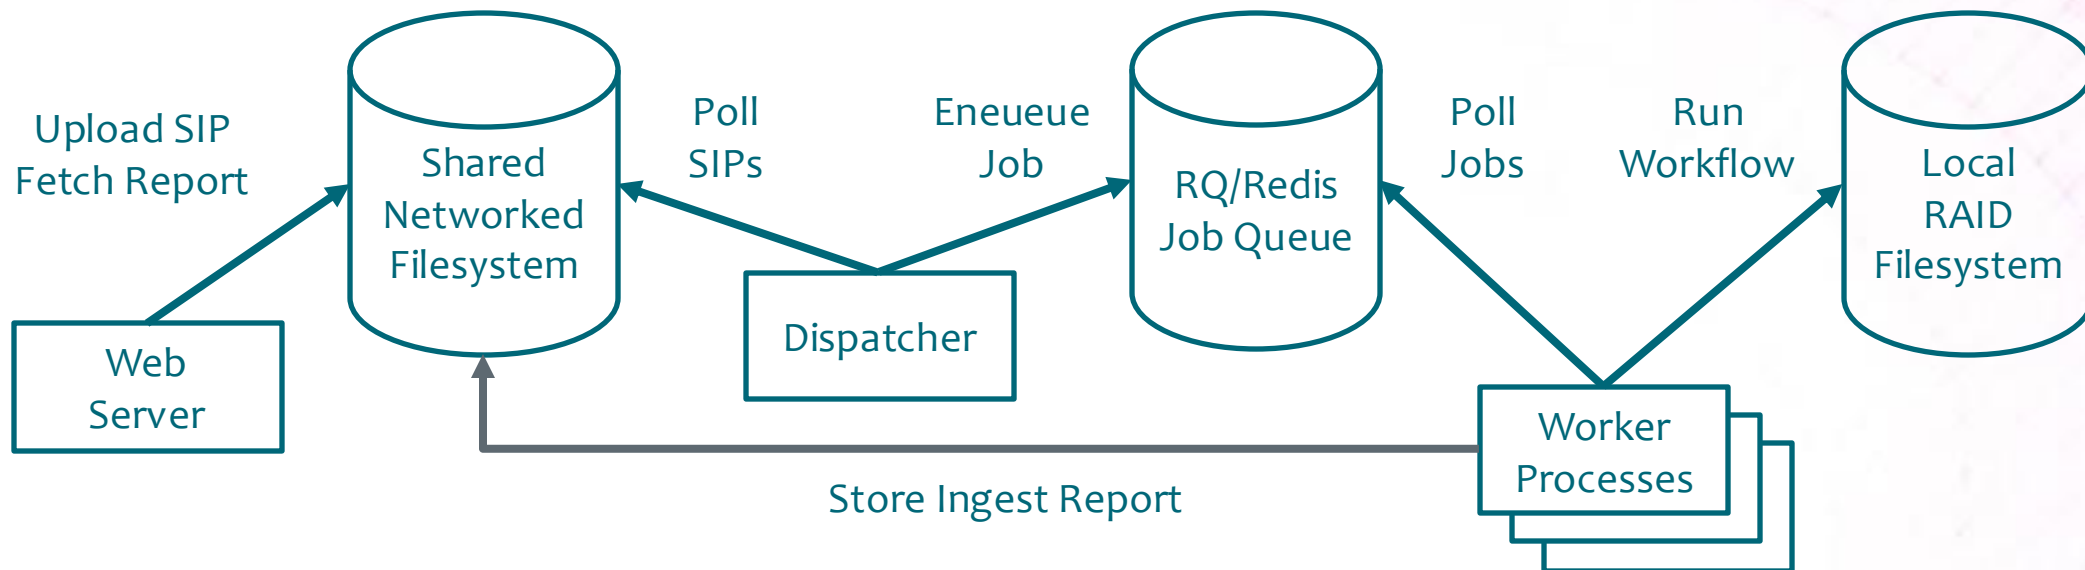 Upload SIP
Fetch Report
Shared
Networked
Filesystem
Poll
SIPs
Eneueue
Job
RQ/Redis
Job Queue
Poll
Jobs
Run
Workflow
Local
RAID
Filesystem
Web
Server
Dispatcher
Worker
Processes
Store Ingest Report